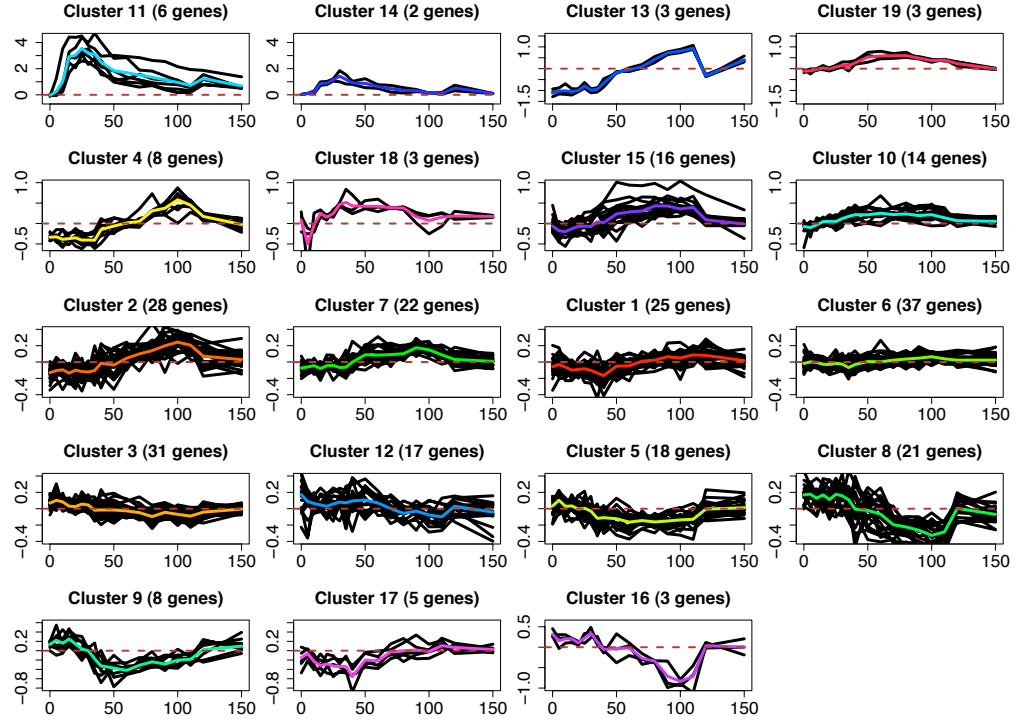 Cluster 11 (6 genes)
0 2 4
0 50 100 150
Cluster 14 (2 genes)
0 2 4
0 50 100 150
Cluster 13 (3 genes)
−1.5 1.0
0 50 100 150
Cluster 19 (3 genes)
−1.5 1.0
0 50 100 150
Cluster 4 (8 genes)
−0.5 1.0
0 50 100 150
Cluster 18 (3 genes)
−0.5 1.0
0 50 100 150
Cluster 15 (16 genes)
−0.5 1.0
0 50 100 150
Cluster 10 (14 genes)
−0.5 1.0
0 50 100 150
Cluster 2 (28 genes)
−0.4 0.2
0 50 100 150
Cluster 7 (22 genes)
−0.4 0.2
0 50 100 150
Cluster 1 (25 genes)
−0.4 0.2
0 50 100 150
Cluster 6 (37 genes)
−0.4 0.2
0 50 100 150
Cluster 3 (31 genes)
−0.4 0.2
0 50 100 150
Cluster 12 (17 genes)
−0.4 0.2
0 50 100 150
Cluster 5 (18 genes)
−0.4 0.2
0 50 100 150
Cluster 8 (21 genes)
−0.4 0.2
0 50 100 150
Cluster 9 (8 genes)
−0.8 0.2
0 50 100 150
Cluster 17 (5 genes)
−0.8 0.2
0 50 100 150
Cluster 16 (3 genes)
−1.0 0.5
0 50 100 150